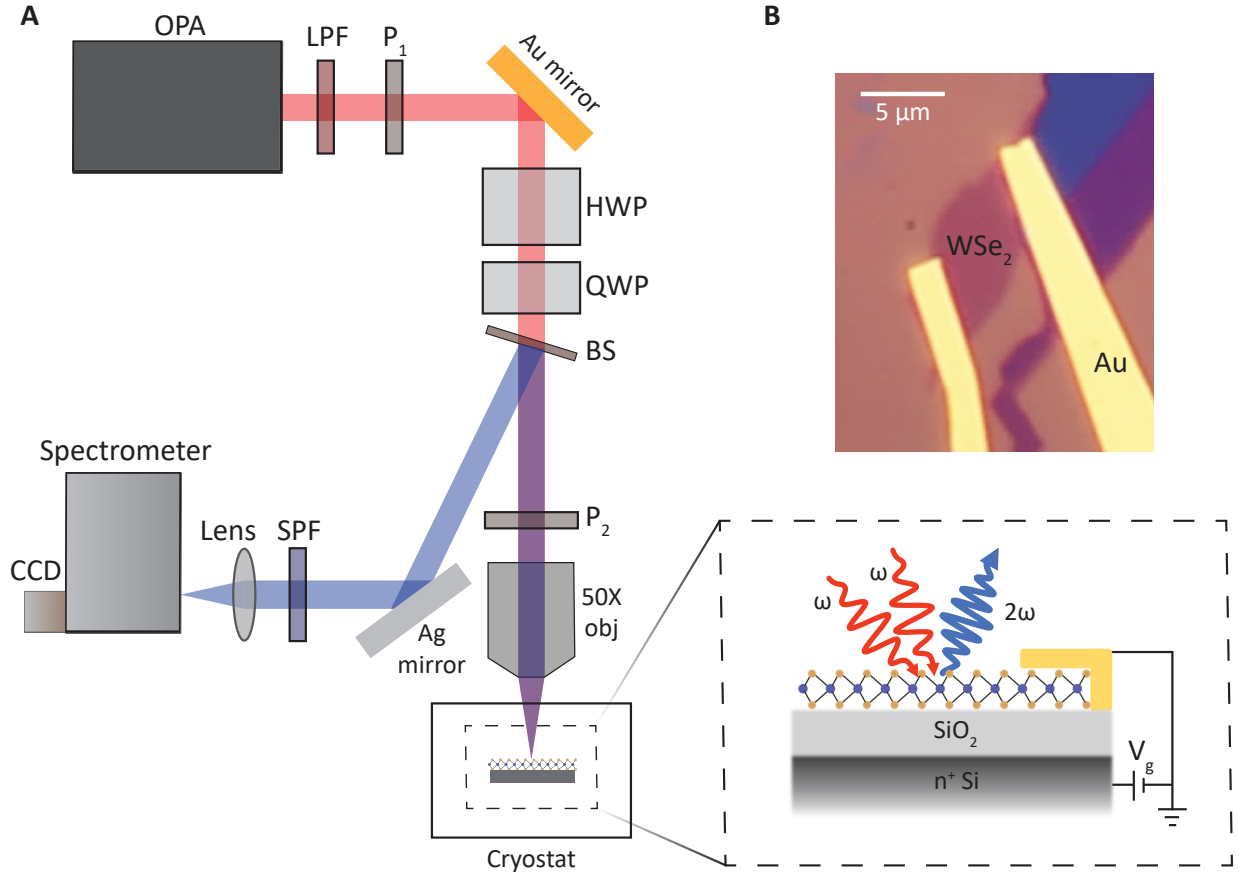 A
OPA
LPF
P₁
Au mirror
HWP
QWP
BS
Spectrometer
Lens
SPF
CCD
P₂
50X
obj
Ag
mirror
Cryostat
B
5 µm
WSe₂
Au
ω
ω
2ω
SiO₂
n⁺ Si
V_g